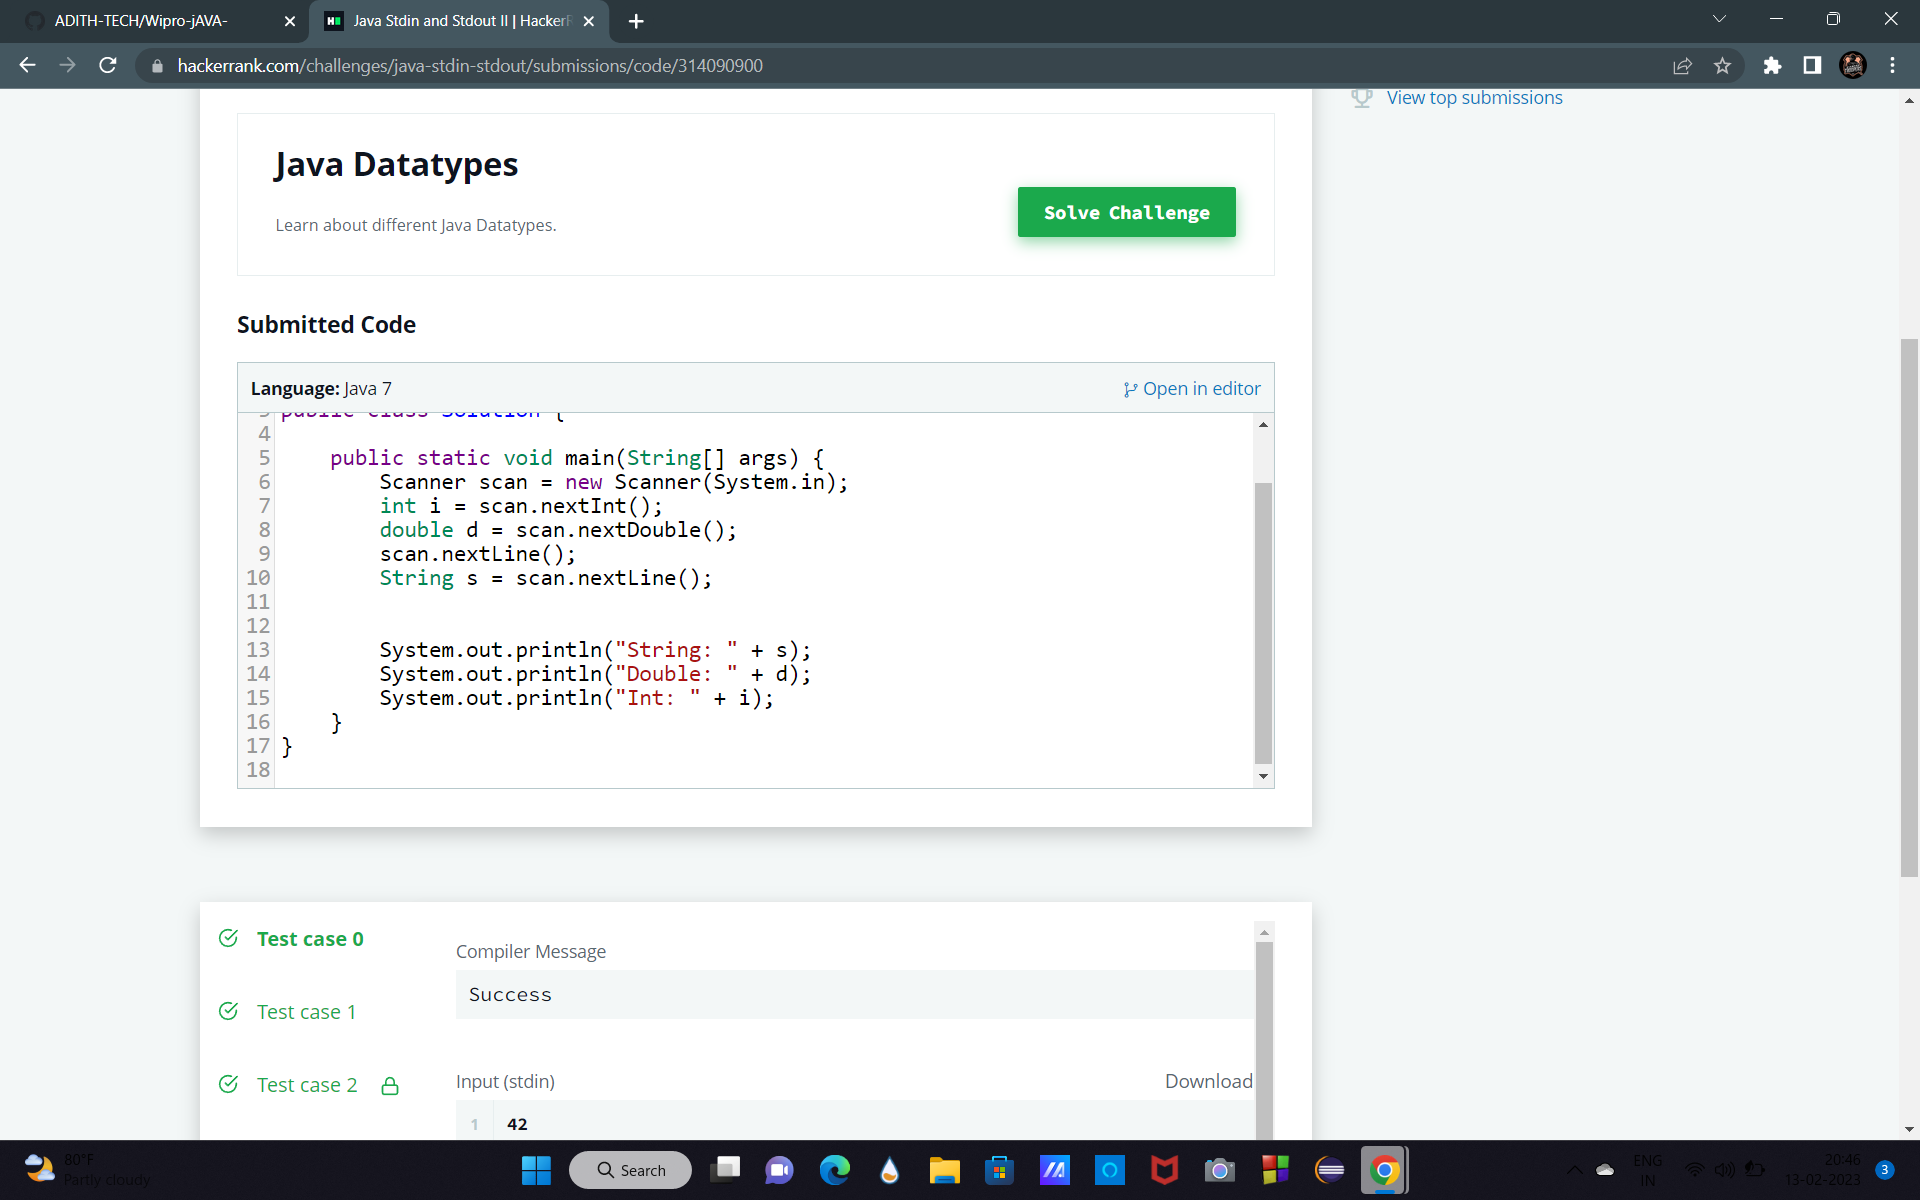 ADITH-TECH/Wipro-jAVA-
Java Stdin and Stdout II | HackerR
hackerrank.com/challenges/java-stdin-stdout/submissions/code/314090900
View top submissions
Java Datatypes
Learn about different Java Datatypes.
Solve Challenge
Submitted Code
Language: Java 7
Open in editor
3 public class Solution {
4
5 public static void main(String[] args) {
6 Scanner scan = new Scanner(System.in);
7 int i = scan.nextInt();
8 double d = scan.nextDouble();
9 scan.nextLine();
10 String s = scan.nextLine();
11
12
13 System.out.println("String: " + s);
14 System.out.println("Double: " + d);
15 System.out.println("Int: " + i);
16 }
17 }
18
Test case 0
Test case 1
Test case 2
Compiler Message
Success
Input (stdin)
Download
1 42
80°F
Partly cloudy
Search
ENG
IN
20:46
13-02-2023
3